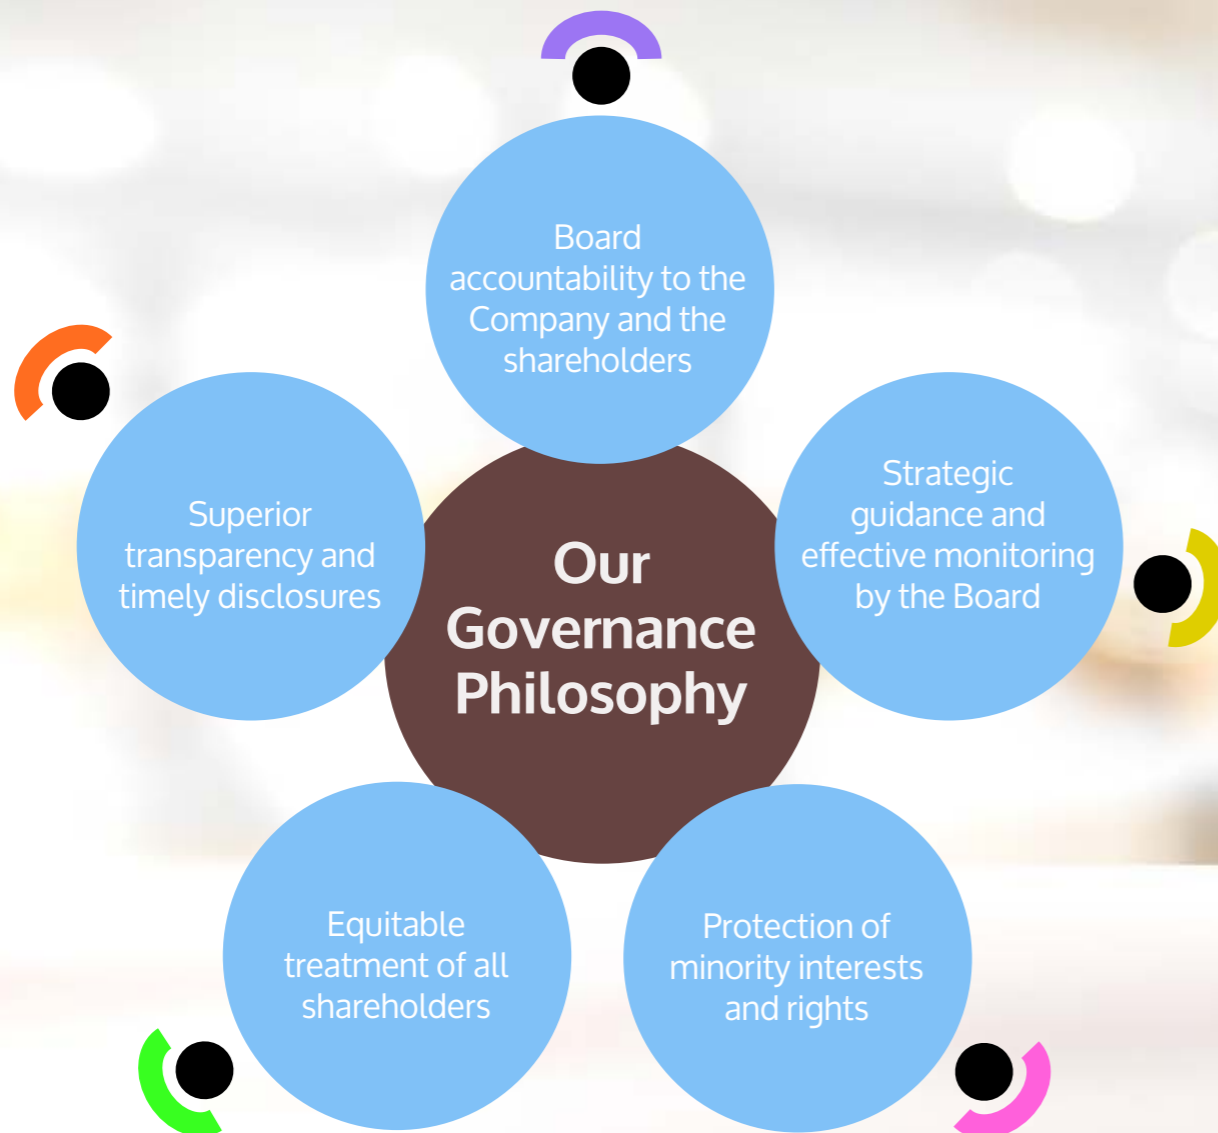 Board
accountability to the
Company and the
shareholders
Superior
transparency and
timely disclosures
Our
Governance
Philosophy
Strategic
guidance and
effective monitoring
by the Board
Equitable
treatment of all
shareholders
Protection of
minority interests
and rights